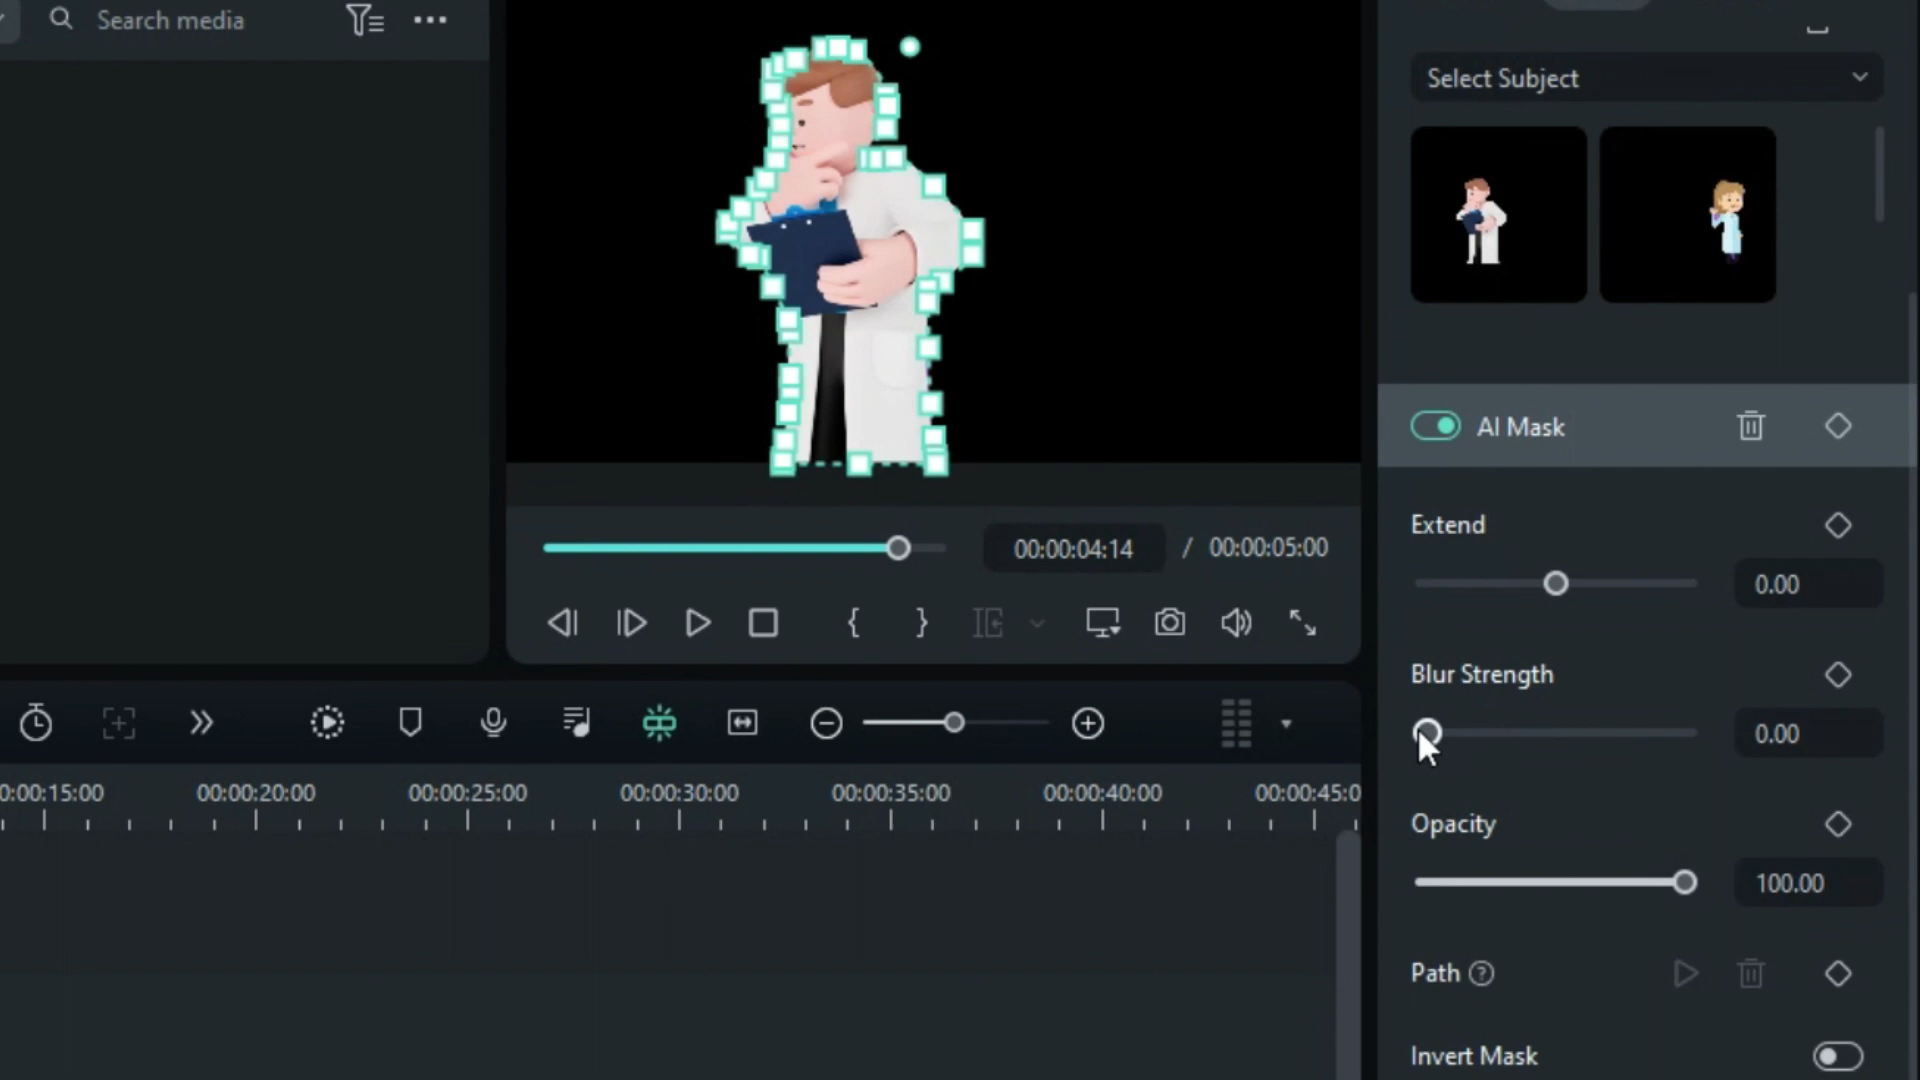 Search media
Select Subject
AI Mask
Extend
0.00
Blur Strength
0.00
Opacity
100.00
Path
Invert Mask
00:00:04:14 / 00:00:05:00
0:00:15:00 00:00:20:00 00:00:25:00 00:00:30:00 00:00:35:00 00:00:40:00 00:00:45:0